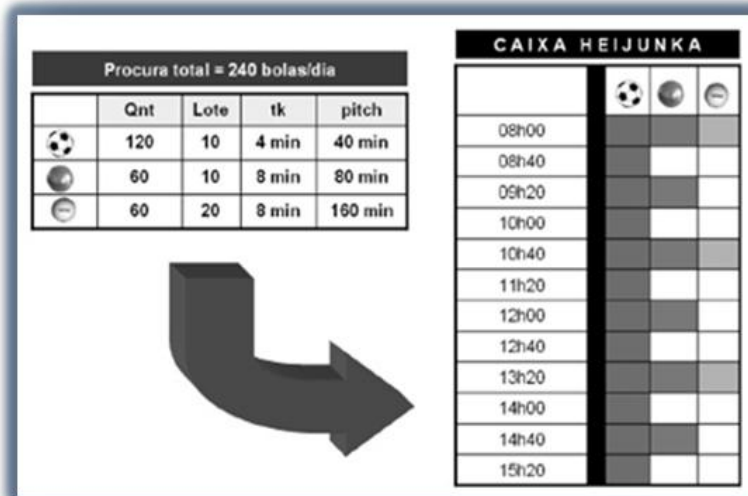 Procura total = 240 bolas/dia
Qnt Lote tk pitch
120 10 4 min 40 min
60 10 8 min 80 min
60 20 8 min 160 min
CAIXA HEIJUNKA
08h00
08h40
09h20
10h00
10h40
11h20
12h00
12h40
13h20
14h00
14h40
15h20